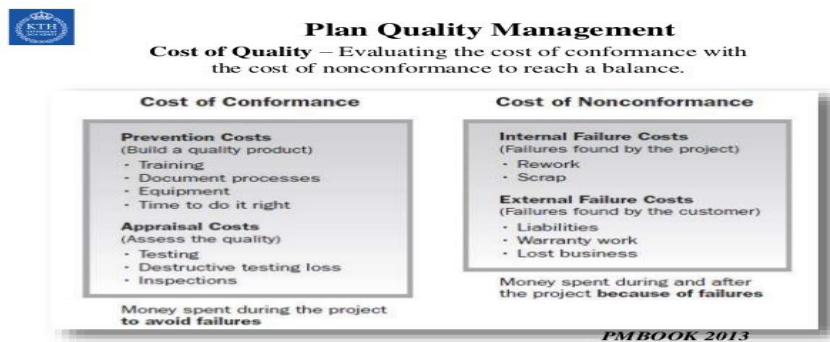 KTH
Plan Quality Management
Cost of Quality – Evaluating the cost of conformance with
the cost of nonconformance to reach a balance.
Cost of Conformance
Prevention Costs
(Build a quality product)
· Training
· Document processes
· Equipment
· Time to do it right
Appraisal Costs
(Assess the quality)
· Testing
· Destructive testing loss
· Inspections
Money spent during the project
to avoid failures
Cost of Nonconformance
Internal Failure Costs
(Failures found by the project)
· Rework
· Scrap
External Failure Costs
(Failures found by the customer)
· Liabilities
· Warranty work
· Lost business
Money spent during and after
the project because of failures
PMBOOK 2013